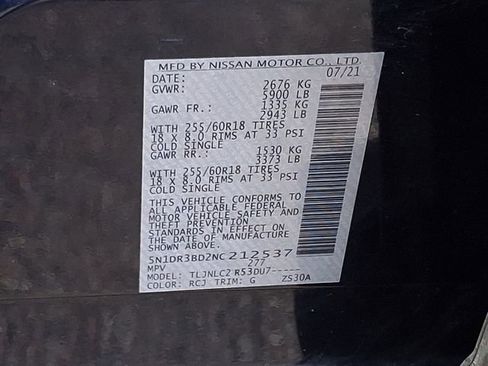 MFD BY NISSAN MOTOR CO., LTD.
DATE: 07/21
GVWR: 2676 KG
5900 LB
GAWR FR.: 1335 KG
2943 LB
WITH 255/60R18 TIRES
18 X 8.0 RIMS AT 33 PSI
COLD SINGLE
GAWR RR.: 1530 KG
3373 LB
WITH 255/60R18 TIRES
18 X 8.0 RIMS AT 33 PSI
COLD SINGLE
THIS VEHICLE CONFORMS TO
ALL APPLICABLE FEDERAL
MOTOR VEHICLE SAFETY AND
THEFT PREVENTION
STANDARDS IN EFFECT ON
THE DATE OF MANUFACTURE
SHOWN ABOVE.
5N1DR3BD2NC212537
277
MPV TLJNLC2 R53DU7-----
COLOR: RCJ TRIM: G ZS30A